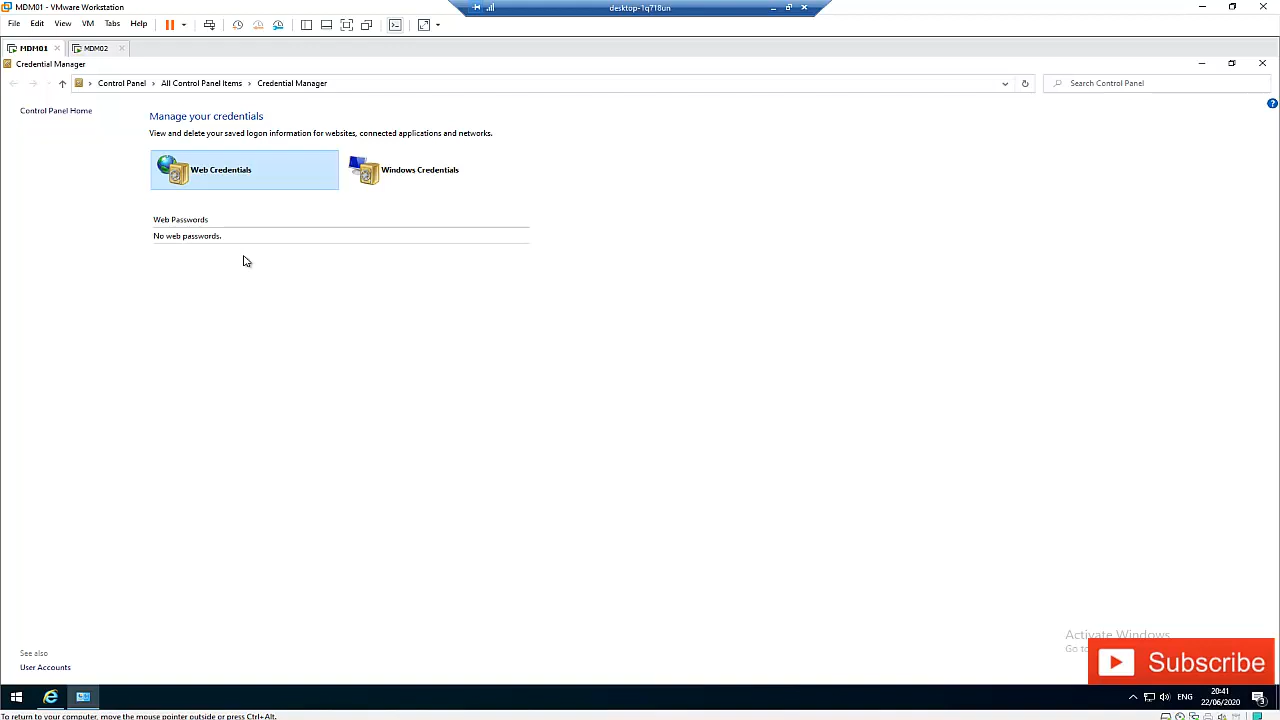 MDM01 - VMware Workstation
desktop-1q718un
File Edit View VM Tabs Help
MDM01 MDM02
Credential Manager
Control Panel All Control Panel Items Credential Manager
Search Control Panel
Control Panel Home
Manage your credentials
View and delete your saved logon information for websites, connected applications and networks.
Web Credentials
Windows Credentials
Web Passwords
No web passwords.
Activate Windows
Go to
Subscribe
See also
User Accounts
ENG
20:41
22/06/2020
3
To return to your computer, move the mouse pointer outside or press Ctrl+Alt.